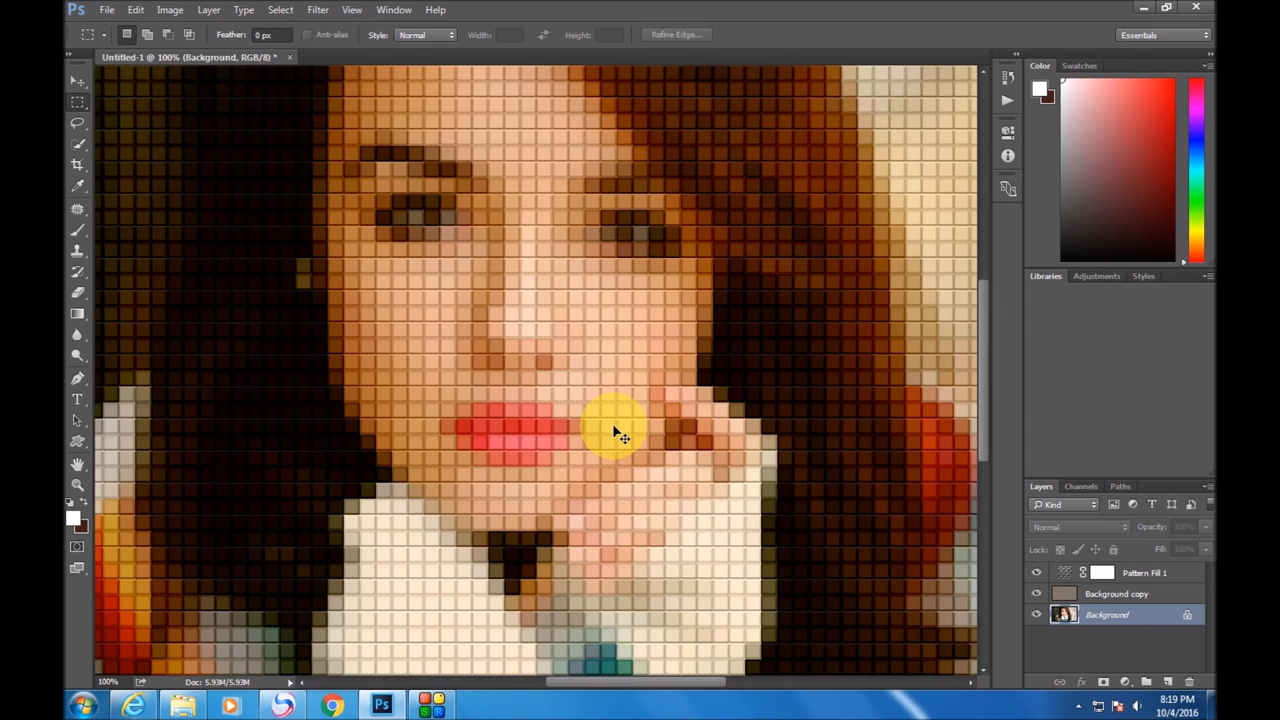 Ps File Edit Image Layer Type Select Filter View Window Help
Feather: 0 px Anti-alias Style: Normal Width: Height: Refine Edge... Essentials
Untitled-1 @ 100% (Background, RGB/8) * ×
Color Swatches
Libraries Adjustments Styles
Layers Channels Paths
Kind
Normal Opacity: 100%
Lock: Fill: 100%
Pattern Fill 1
Background copy
Background
100% Doc: 5.93M/5.93M
Ps
8:19 PM
10/4/2016